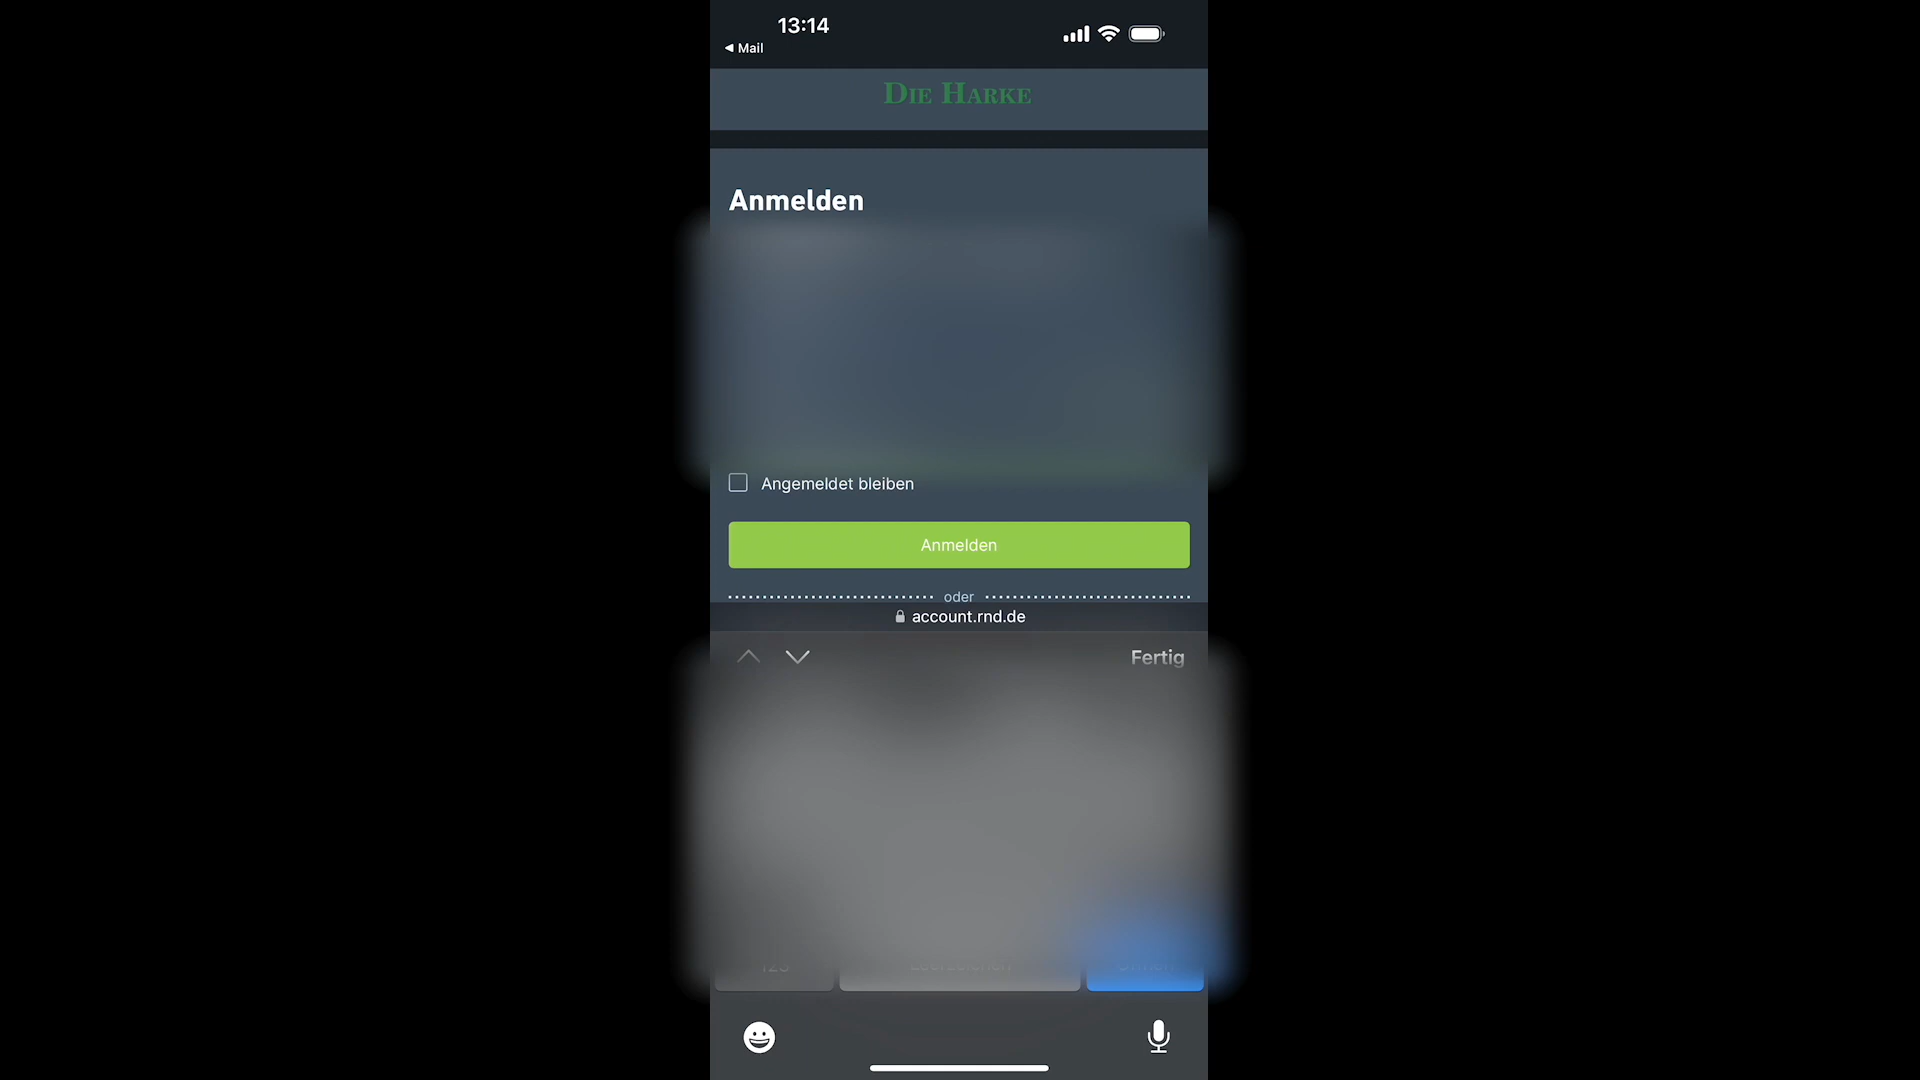 13:14
◀ Mail
DIE HARKE
Anmelden
Angemeldet bleiben
Anmelden
oder
account.rnd.de
Fertig